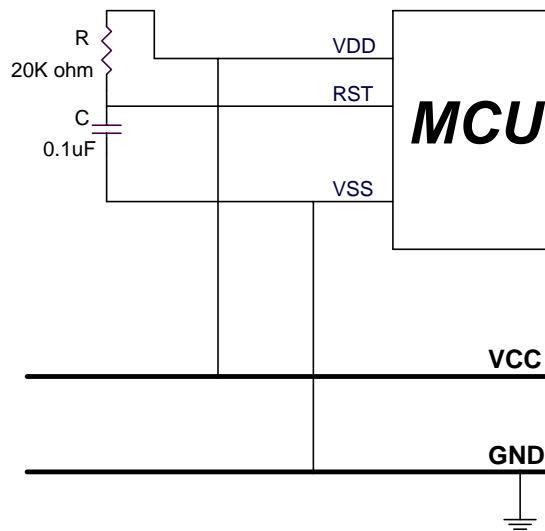 R
20K ohm
C
0.1uF
VDD
RST
VSS
MCU
VCC
GND